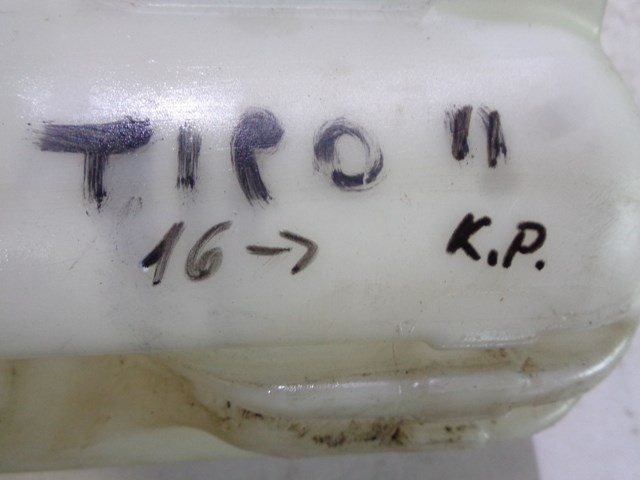 TIPO II
16 → K.P.